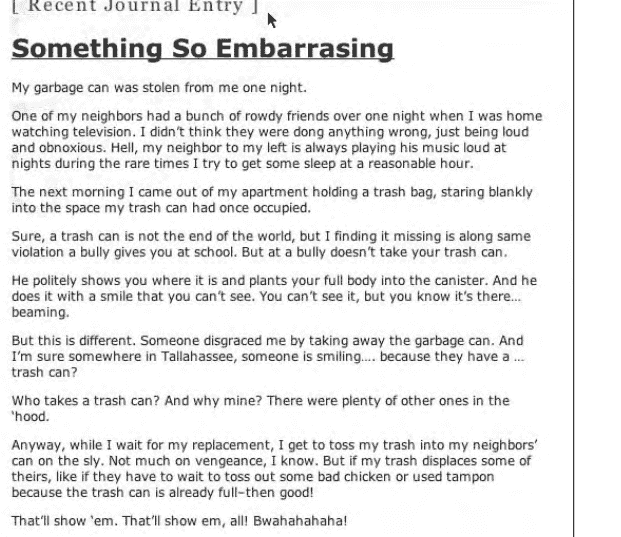 [ Recent Journal Entry ]
Something So Embarrasing
My garbage can was stolen from me one night.
One of my neighbors had a bunch of rowdy friends over one night when I was home
watching television. I didn't think they were dong anything wrong, just being loud
and obnoxious. Hell, my neighbor to my left is always playing his music loud at
nights during the rare times I try to get some sleep at a reasonable hour.
The next morning I came out of my apartment holding a trash bag, staring blankly
into the space my trash can had once occupied.
Sure, a trash can is not the end of the world, but I finding it missing is along same
violation a bully gives you at school. But at a bully doesn't take your trash can.
He politely shows you where it is and plants your full body into the canister. And he
does it with a smile that you can't see. You can't see it, but you know it's there...
beaming.
But this is different. Someone disgraced me by taking away the garbage can. And
I'm sure somewhere in Tallahassee, someone is smiling.... because they have a ...
trash can?
Who takes a trash can? And why mine? There were plenty of other ones in the
'hood.
Anyway, while I wait for my replacement, I get to toss my trash into my neighbors'
can on the sly. Not much on vengeance, I know. But if my trash displaces some of
theirs, like if they have to wait to toss out some bad chicken or used tampon
because the trash can is already full–then good!
That'll show 'em. That'll show em, all! Bwahahahaha!